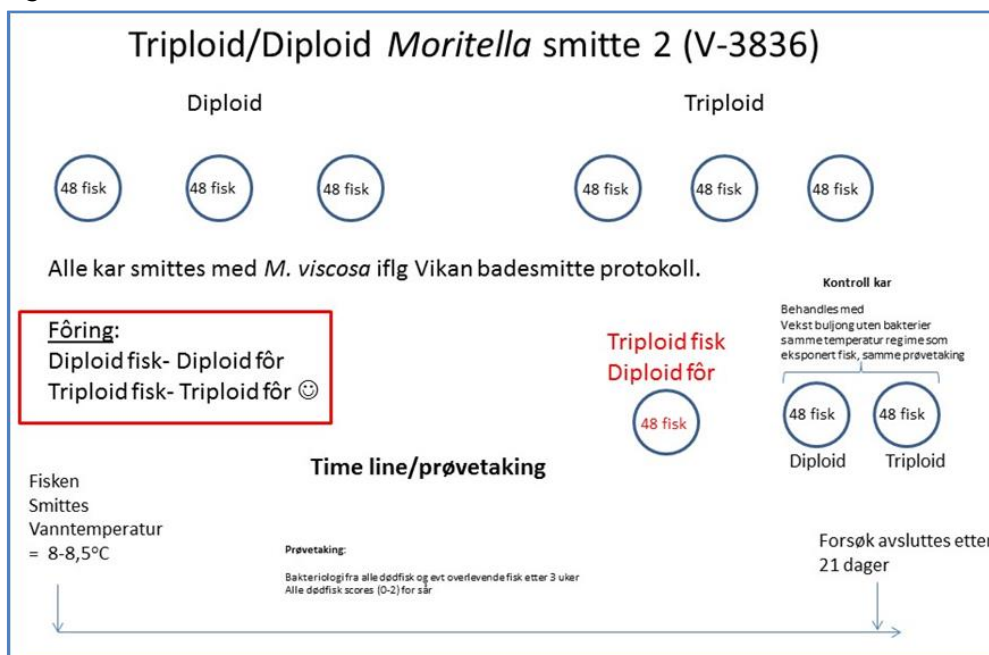 Triploid/Diploid Moritella smitte 2 (V-3836)
Diploid
Triploid
48 fisk
48 fisk
48 fisk
48 fisk
48 fisk
48 fisk
Alle kar smittes med M. viscosa iflg Vikan badesmitte protokoll.
Fôring:
Diploid fisk- Diploid fôr
Triploid fisk- Triploid fôr ☺
Triploid fisk
Diploid fôr
48 fisk
Kontroll kar
Behandles med
Vekst buljong uten bakterier
samme temperatur regime som
eksponert fisk, samme prøvetaking
48 fisk
48 fisk
Diploid
Triploid
Time line/prøvetaking
Fisken
Smittes
Vanntemperatur
= 8-8,5°C
Prøvetaking:
Bakteriologi fra alle dødfisk og evt overlevende fisk etter 3 uker
Alle dødfisk scores (0-2) for sår
Forsøk avsluttes etter
21 dager